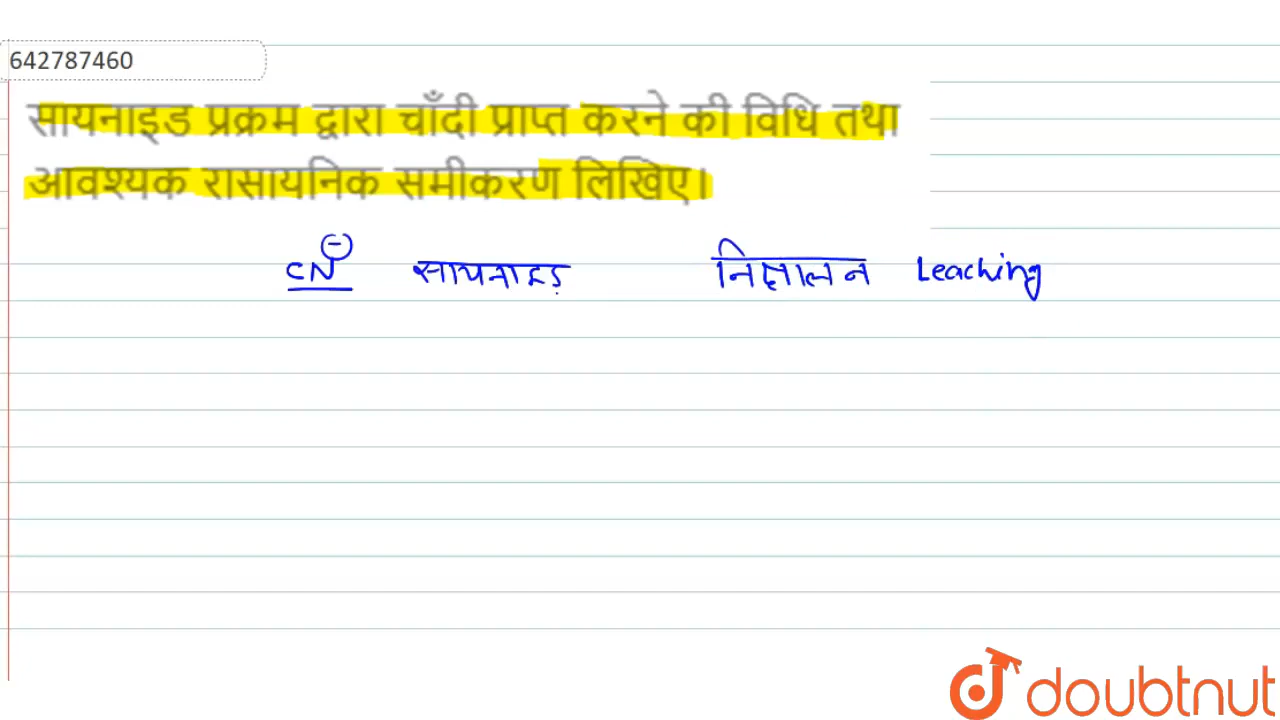 642787460
सायनाइड प्रक्रम द्वारा चाँदी प्राप्त करने की विधि तथा
आवश्यक रासायनिक समीकरण लिखिए।
CN⁻ सायनाइड निक्षालन Leaching
doubtnut